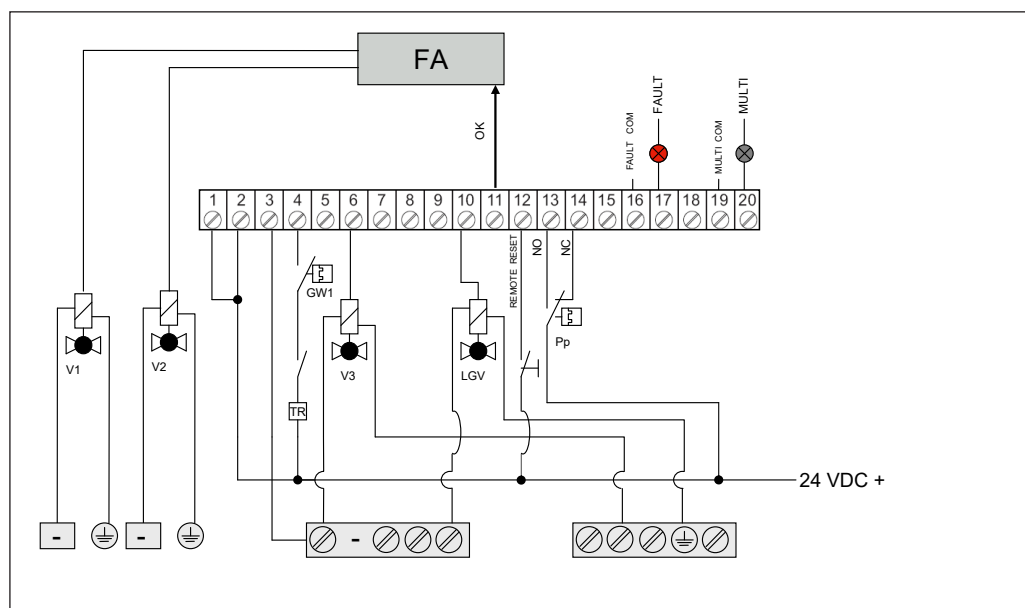 FA
OK
FAULT COM
FAULT
MULTI COM
MULTI
1 2 3 4 5 6 7 8 9 10 11 12 13 14 15 16 17 18 19 20
REMOTE RESET
NO
NC
GW1
Pp
V1
V2
V3
LGV
TR
24 VDC +
- - -